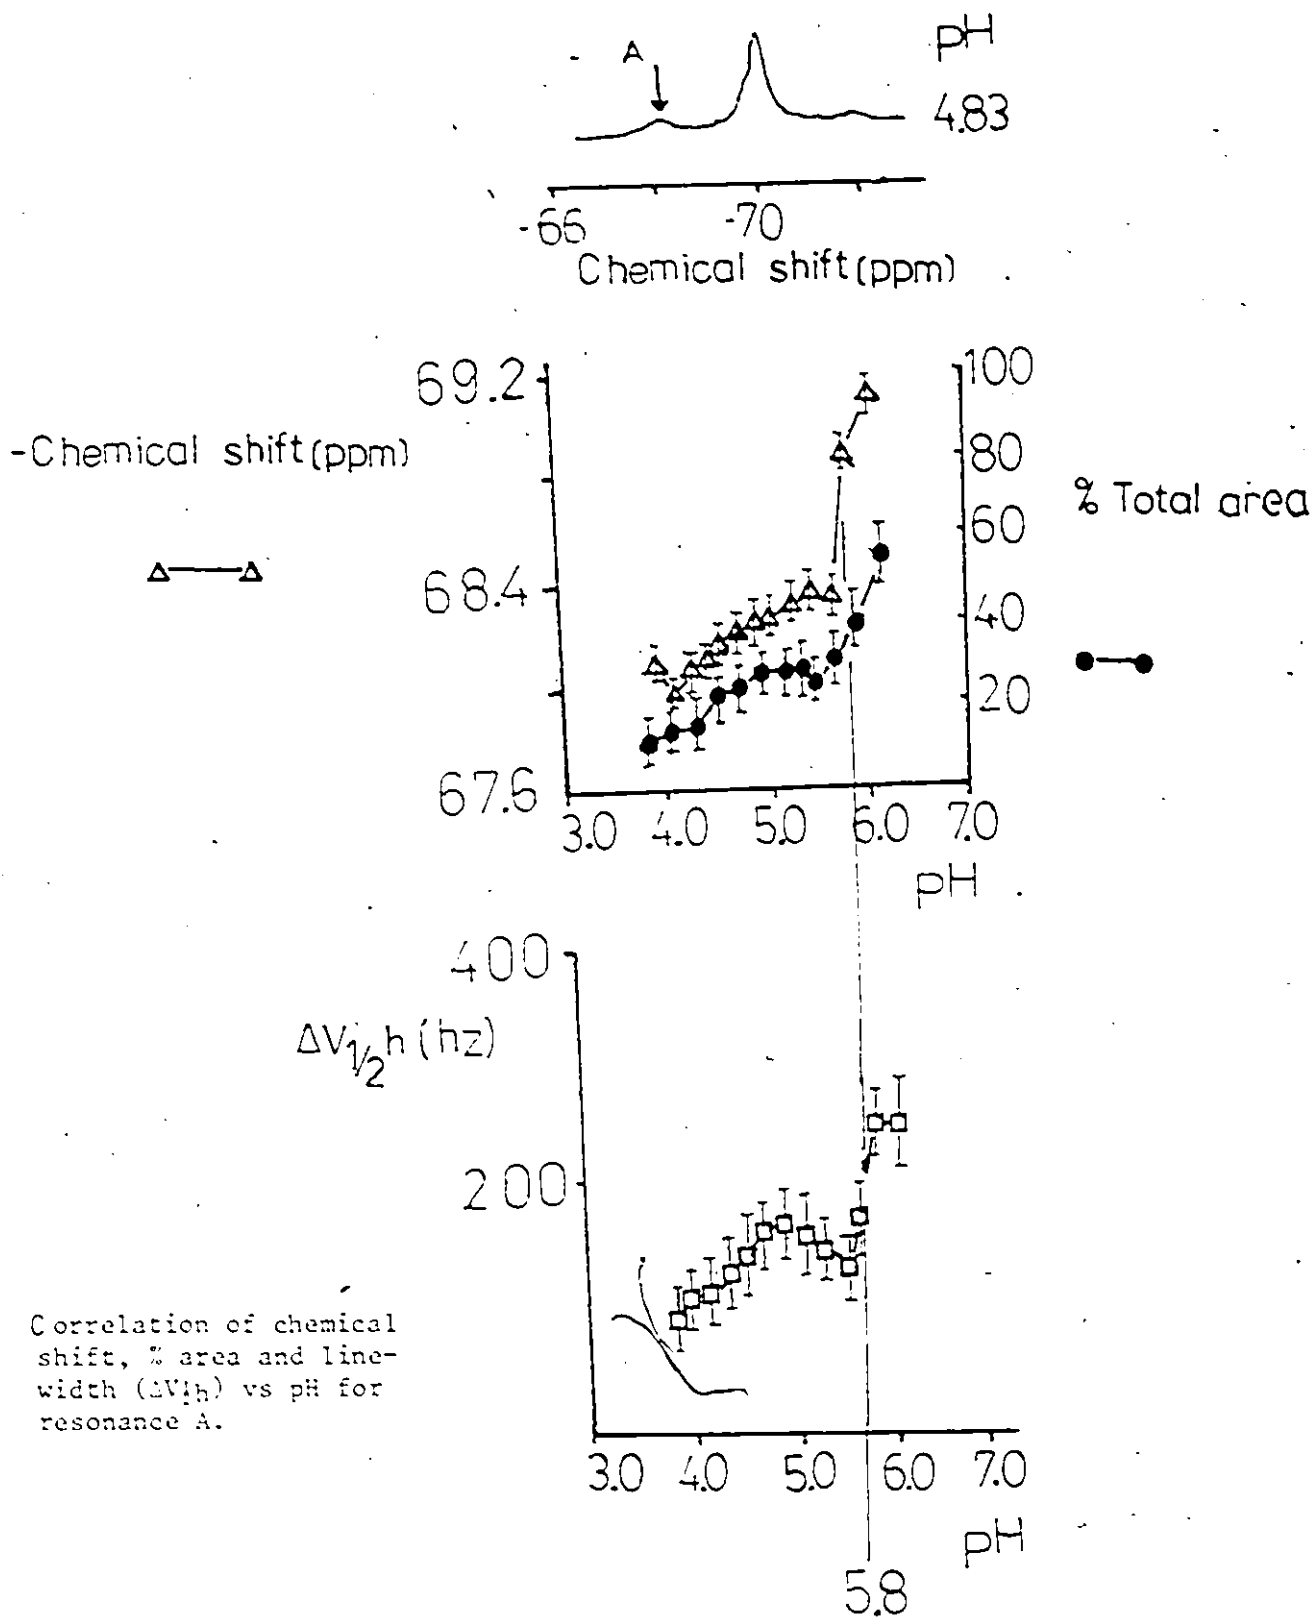 A
pH
4.83
-66
-70
Chemical shift(ppm)
69.2
68.4
67.6
-Chemical shift(ppm)
100
80
60
40
20
% Total area
3.0 4.0 5.0 6.0 7.0
pH
400
200
ΔV1/2h (hz)
3.0 4.0 5.0 6.0 7.0
pH
5.8
Correlation of chemical
shift, % area and line-
width (ΔV½h) vs pH for
resonance A.